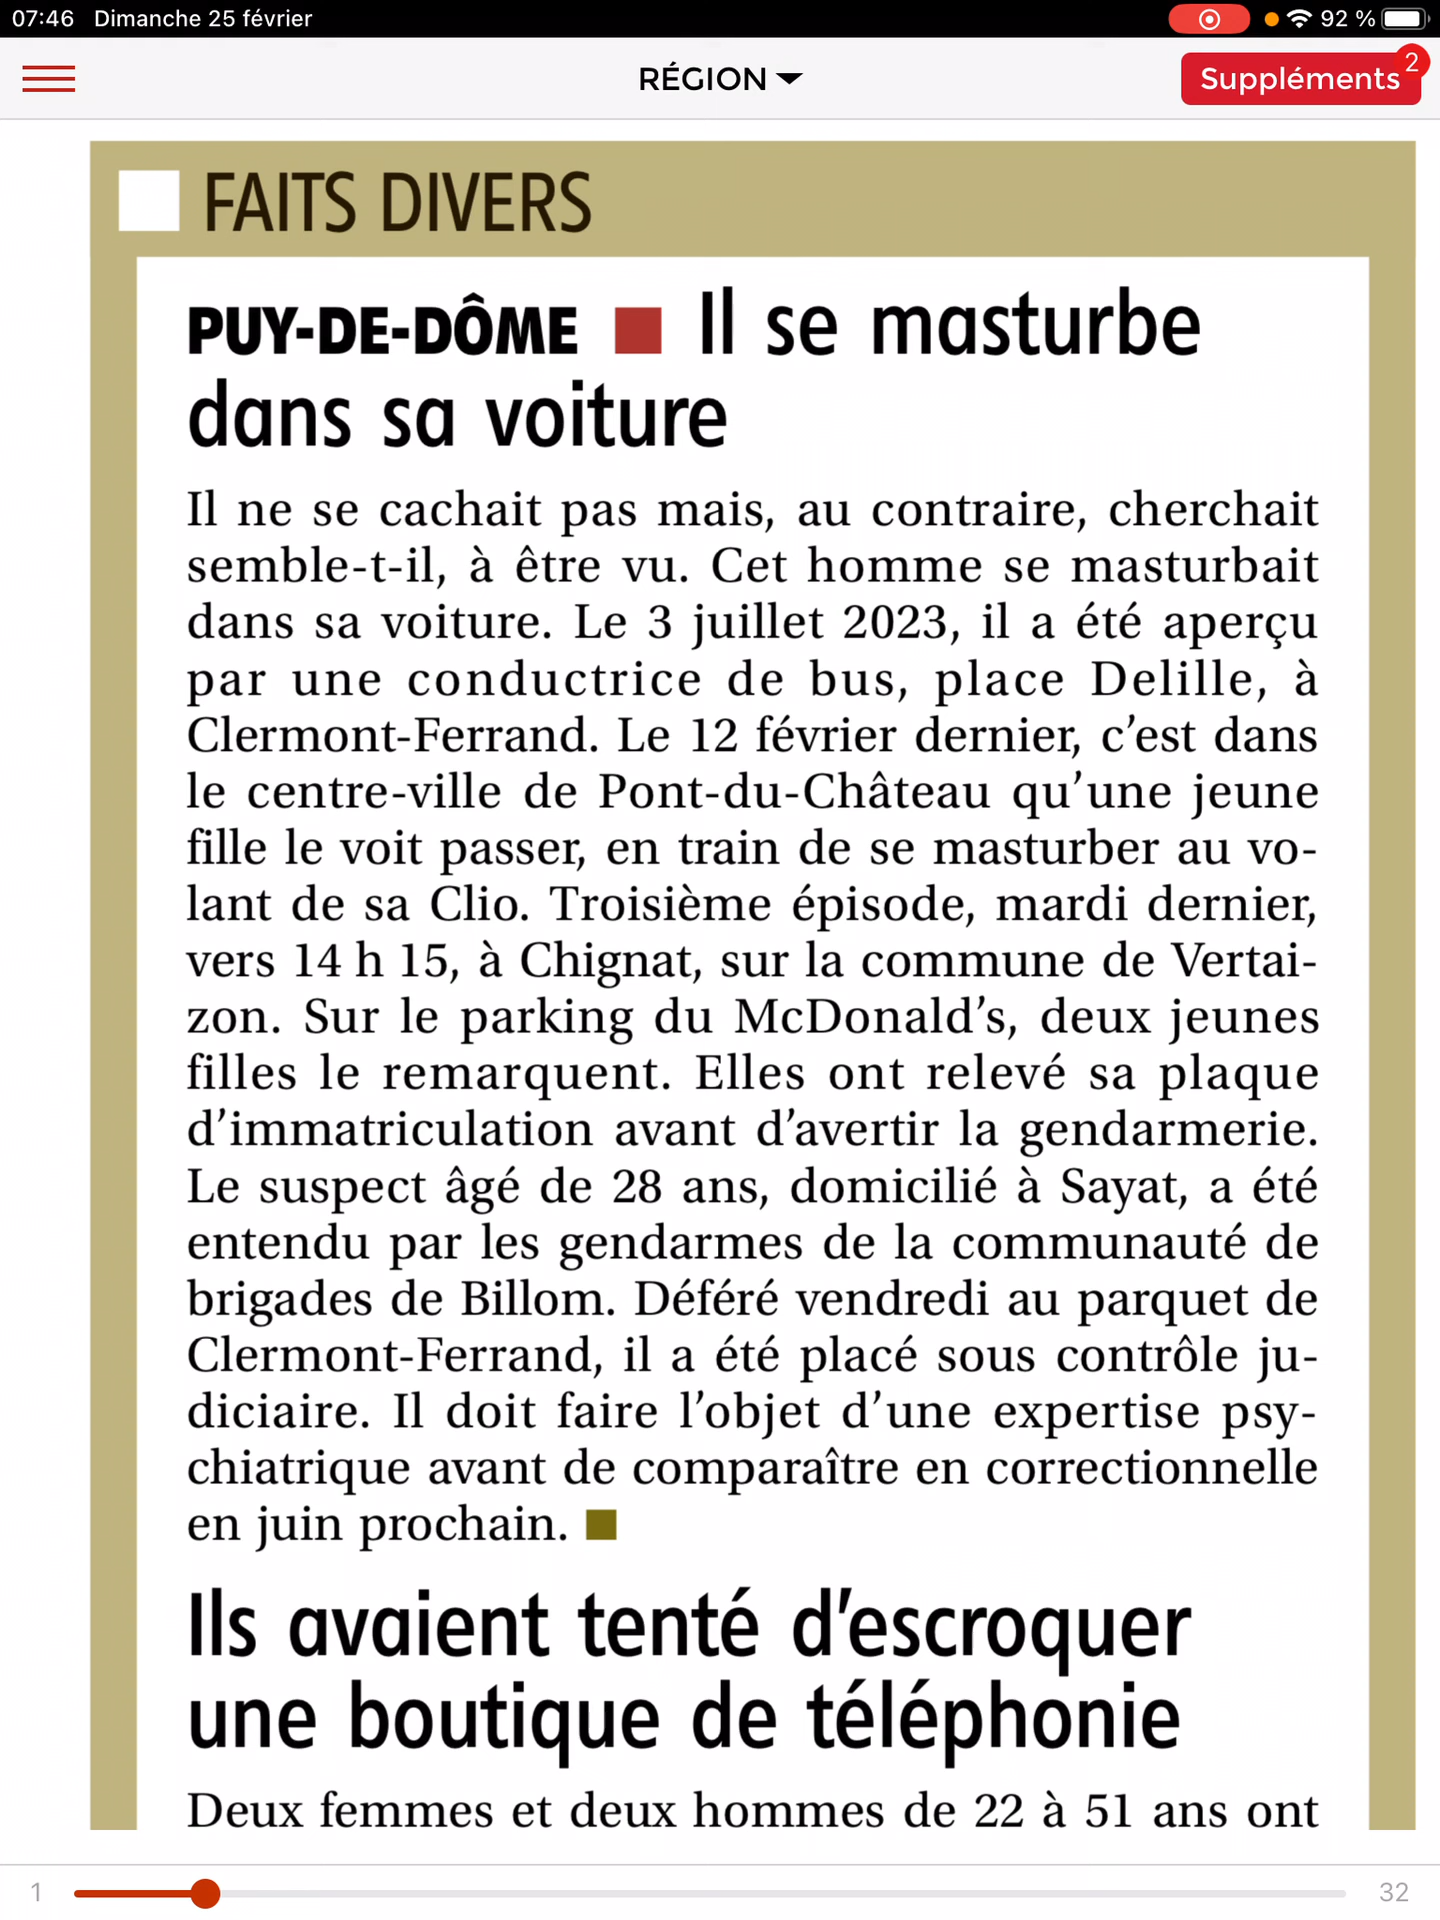 07:46 Dimanche 25 février 92 %
RÉGION Suppléments 2
FAITS DIVERS
PUY-DE-DÔME ■ Il se masturbe
dans sa voiture
Il ne se cachait pas mais, au contraire, cherchait
semble-t-il, à être vu. Cet homme se masturbait
dans sa voiture. Le 3 juillet 2023, il a été aperçu
par une conductrice de bus, place Delille, à
Clermont-Ferrand. Le 12 février dernier, c’est dans
le centre-ville de Pont-du-Château qu’une jeune
fille le voit passer, en train de se masturber au vo-
lant de sa Clio. Troisième épisode, mardi dernier,
vers 14 h 15, à Chignat, sur la commune de Vertai-
zon. Sur le parking du McDonald’s, deux jeunes
filles le remarquent. Elles ont relevé sa plaque
d’immatriculation avant d’avertir la gendarmerie.
Le suspect âgé de 28 ans, domicilié à Sayat, a été
entendu par les gendarmes de la communauté de
brigades de Billom. Déféré vendredi au parquet de
Clermont-Ferrand, il a été placé sous contrôle ju-
diciaire. Il doit faire l’objet d’une expertise psy-
chiatrique avant de comparaître en correctionnelle
en juin prochain. ■
Ils avaient tenté d’escroquer
une boutique de téléphonie
Deux femmes et deux hommes de 22 à 51 ans ont
1 32